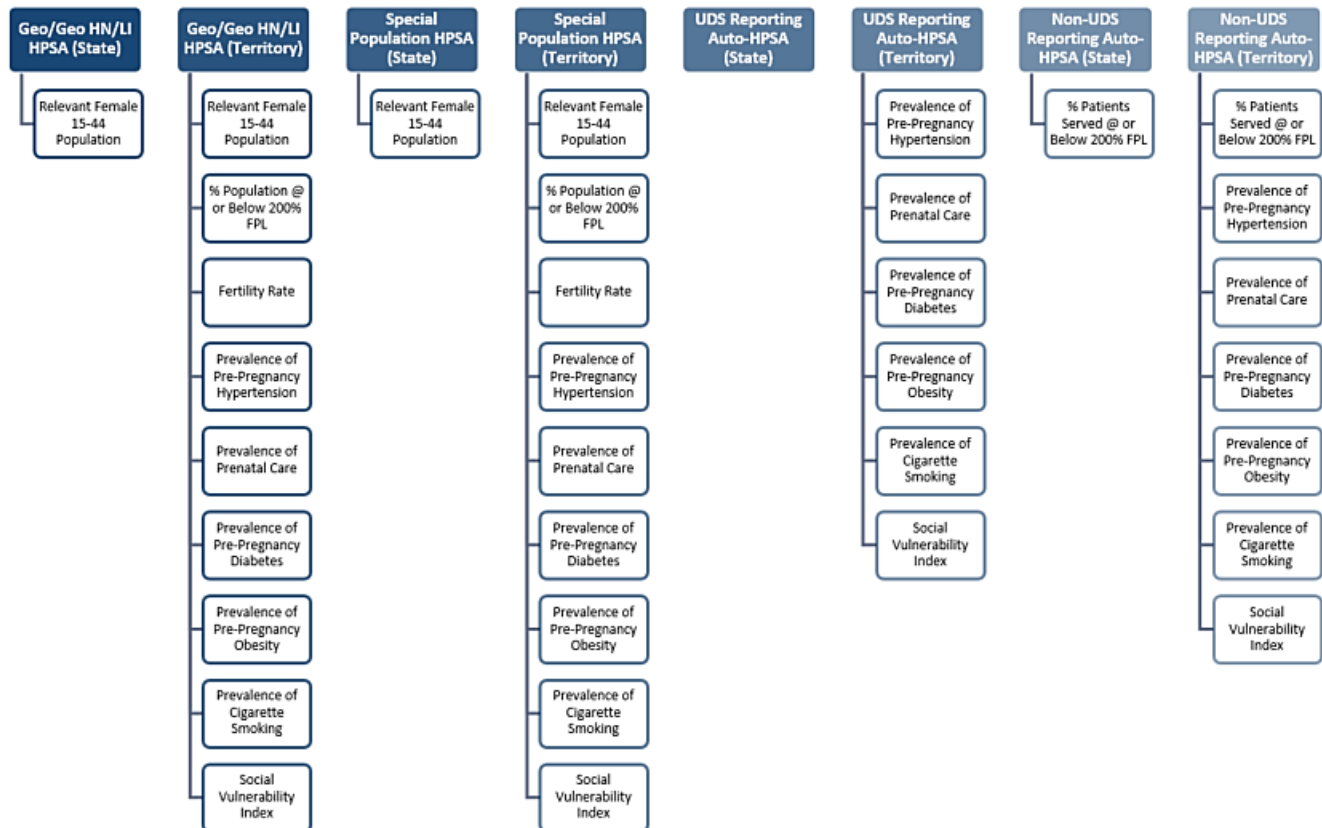 Geo/Geo HN/LI
HPSA (State)
Relevant Female
15-44
Population
Geo/Geo HN/LI
HPSA (Territory)
Relevant Female
15-44
Population
% Population @
or Below 200%
FPL
Fertility Rate
Prevalence of
Pre-Pregnancy
Hypertension
Prevalence of
Prenatal Care
Prevalence of
Pre-Pregnancy
Diabetes
Prevalence of
Pre-Pregnancy
Obesity
Prevalence of
Cigarette
Smoking
Social
Vulnerability
Index
Special
Population HPSA
(State)
Relevant Female
15-44
Population
Special
Population HPSA
(Territory)
Relevant Female
15-44
Population
% Population @
or Below 200%
FPL
Fertility Rate
Prevalence of
Pre-Pregnancy
Hypertension
Prevalence of
Prenatal Care
Prevalence of
Pre-Pregnancy
Diabetes
Prevalence of
Pre-Pregnancy
Obesity
Prevalence of
Cigarette
Smoking
Social
Vulnerability
Index
UDS Reporting
Auto-HPSA
(State)
UDS Reporting
Auto-HPSA
(Territory)
Prevalence of
Pre-Pregnancy
Hypertension
Prevalence of
Prenatal Care
Prevalence of
Pre-Pregnancy
Diabetes
Prevalence of
Pre-Pregnancy
Obesity
Prevalence of
Cigarette
Smoking
Social
Vulnerability
Index
Non-UDS
Reporting Auto-
HPSA (State)
% Patients
Served @ or
Below 200% FPL
Non-UDS
Reporting Auto-
HPSA (Territory)
% Patients
Served @ or
Below 200% FPL
Prevalence of
Pre-Pregnancy
Hypertension
Prevalence of
Prenatal Care
Prevalence of
Pre-Pregnancy
Diabetes
Prevalence of
Pre-Pregnancy
Obesity
Prevalence of
Cigarette
Smoking
Social
Vulnerability
Index